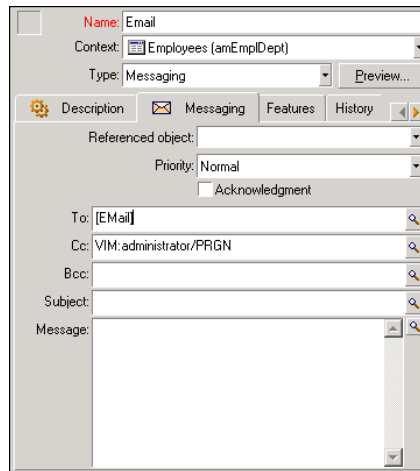 Name: Email
Context: Employees (amEmplDept)
Type: Messaging Preview...
Description Messaging Features History
Referenced object:
Priority: Normal
Acknowledgment
To: [EMail]
Cc: VIM:administrator/PRGN
Bcc:
Subject:
Message: